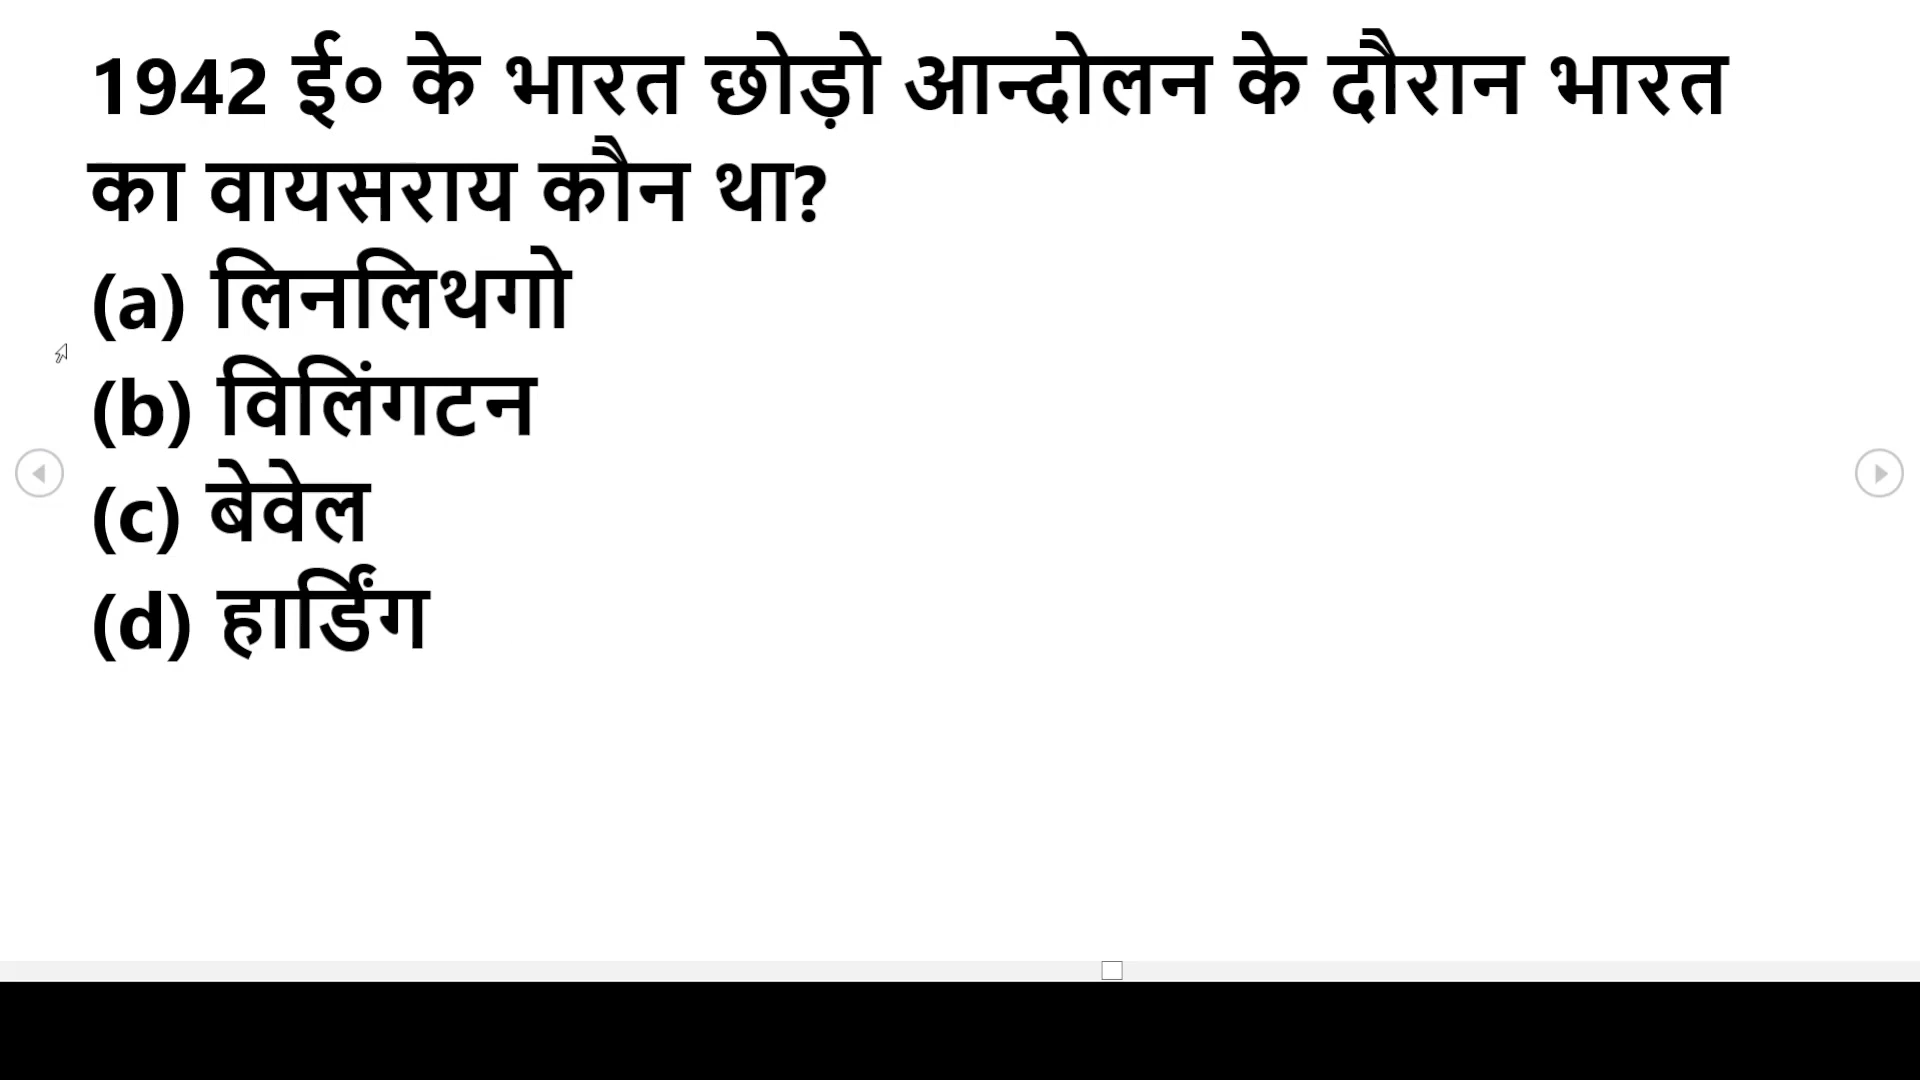 1942 ई० के भारत छोड़ो आन्दोलन के दौरान भारत
का वायसराय कौन था?
(a) लिनलिथगो
(b) विलिंगटन
(c) बेवेल
(d) हार्डिंग